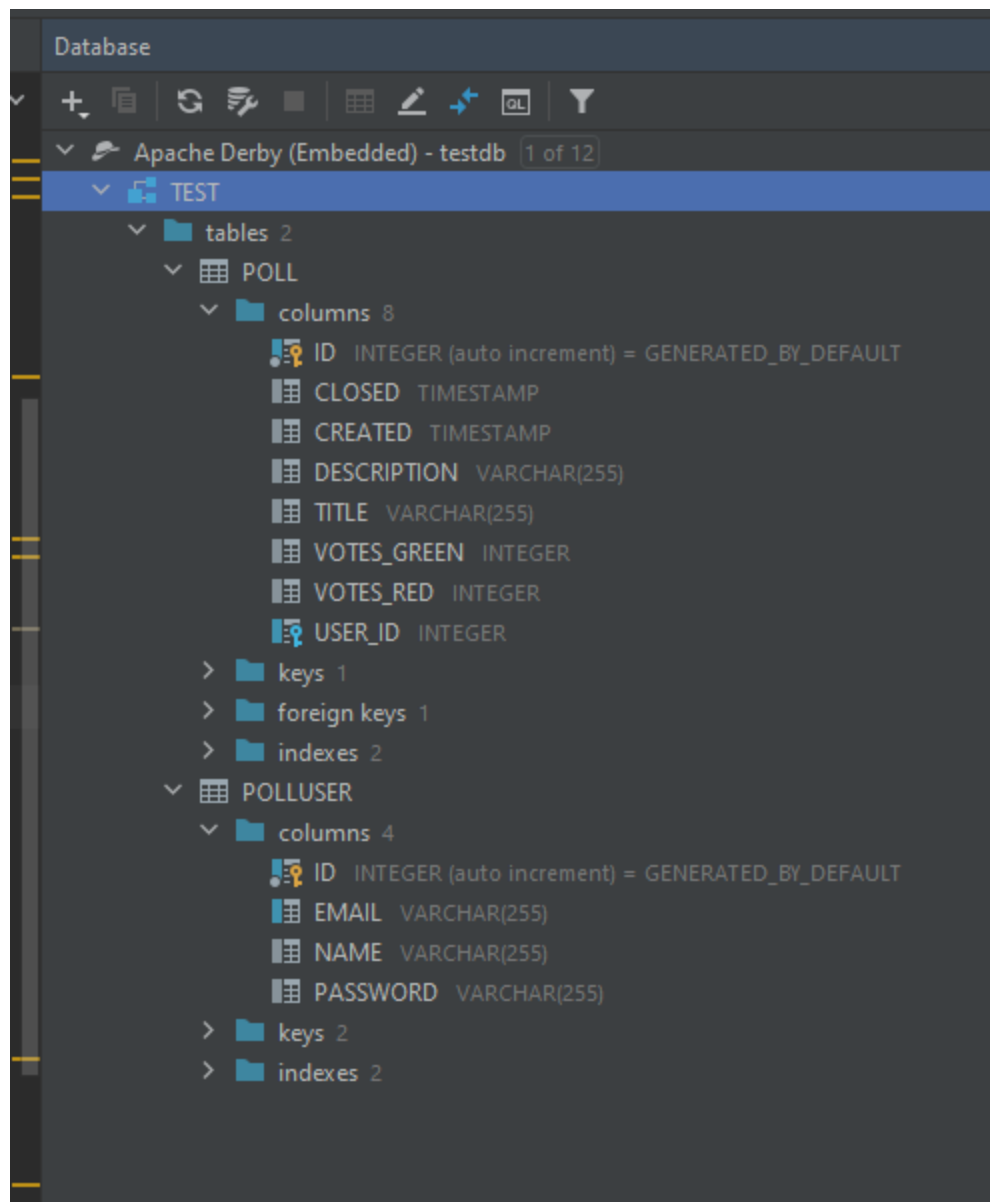 Database
QL
Apache Derby (Embedded) - testdb 1 of 12
TEST
tables 2
POLL
columns 8
ID INTEGER (auto increment) = GENERATED_BY_DEFAULT
CLOSED TIMESTAMP
CREATED TIMESTAMP
DESCRIPTION VARCHAR(255)
TITLE VARCHAR(255)
VOTES_GREEN INTEGER
VOTES_RED INTEGER
USER_ID INTEGER
keys 1
foreign keys 1
indexes 2
POLLUSER
columns 4
ID INTEGER (auto increment) = GENERATED_BY_DEFAULT
EMAIL VARCHAR(255)
NAME VARCHAR(255)
PASSWORD VARCHAR(255)
keys 2
indexes 2